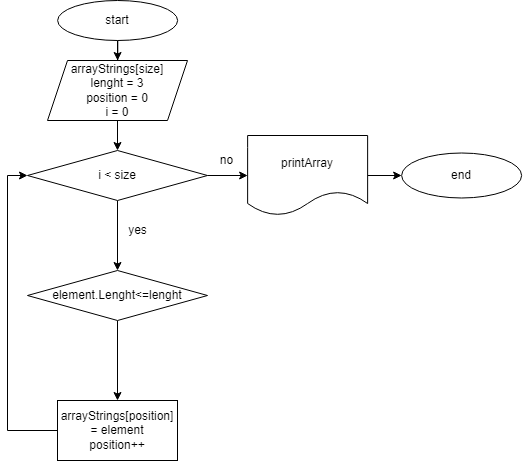 start
arrayStrings[size]
lenght = 3
position = 0
i = 0
i < size
no
printArray
end
yes
element.Lenght<=lenght
arrayStrings[position]
= element
position++